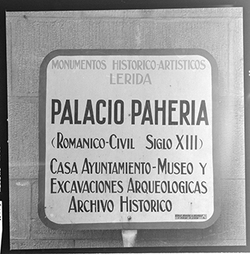 MONUMENTOS HISTORICO-ARTISTICOS
LERIDA
PALACIO PAHERIA
(ROMANICO-CIVIL SIGLO XIII)
CASA AYUNTAMIENTO-MUSEO Y
EXCAVACIONES ARQUEOLOGICAS
ARCHIVO HISTORICO